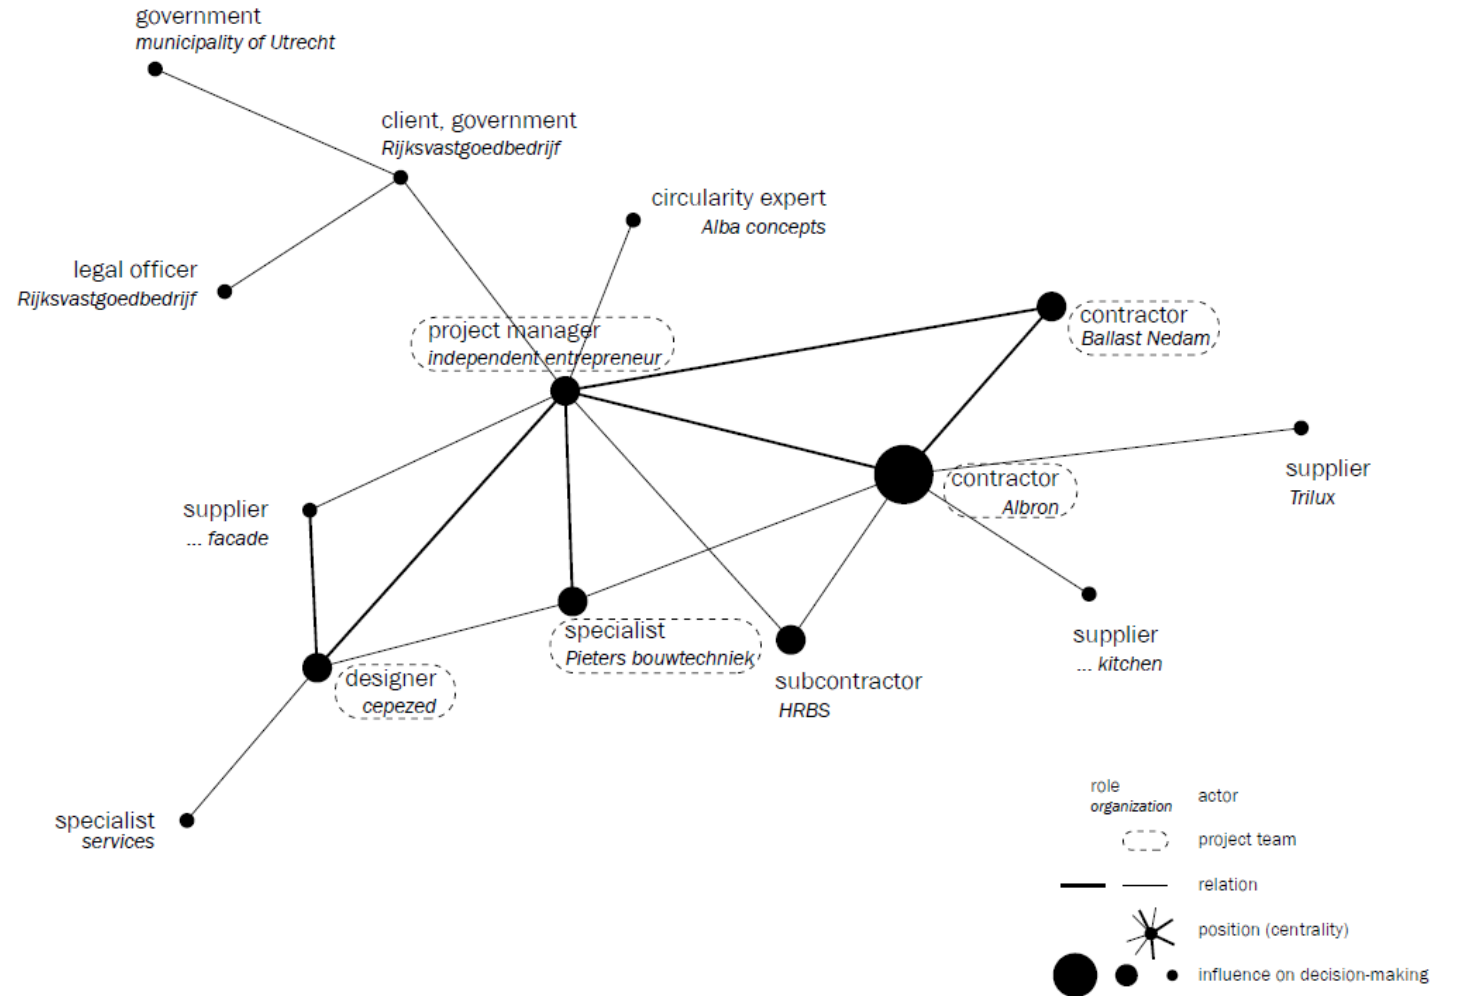 government
municipality of Utrecht
client, government
Rijksvastgoedbedrijf
circularity expert
Alba concepts
legal officer
Rijksvastgoedbedrijf
project manager
independent entrepreneur
contractor
Ballast Nedam
contractor
Albron
supplier
Trilux
supplier
... facade
specialist
Pieters bouwtechniek
designer
cepezed
subcontractor
HRBS
supplier
... kitchen
specialist
services
role
organization
actor
project team
relation
position (centrality)
influence on decision-making